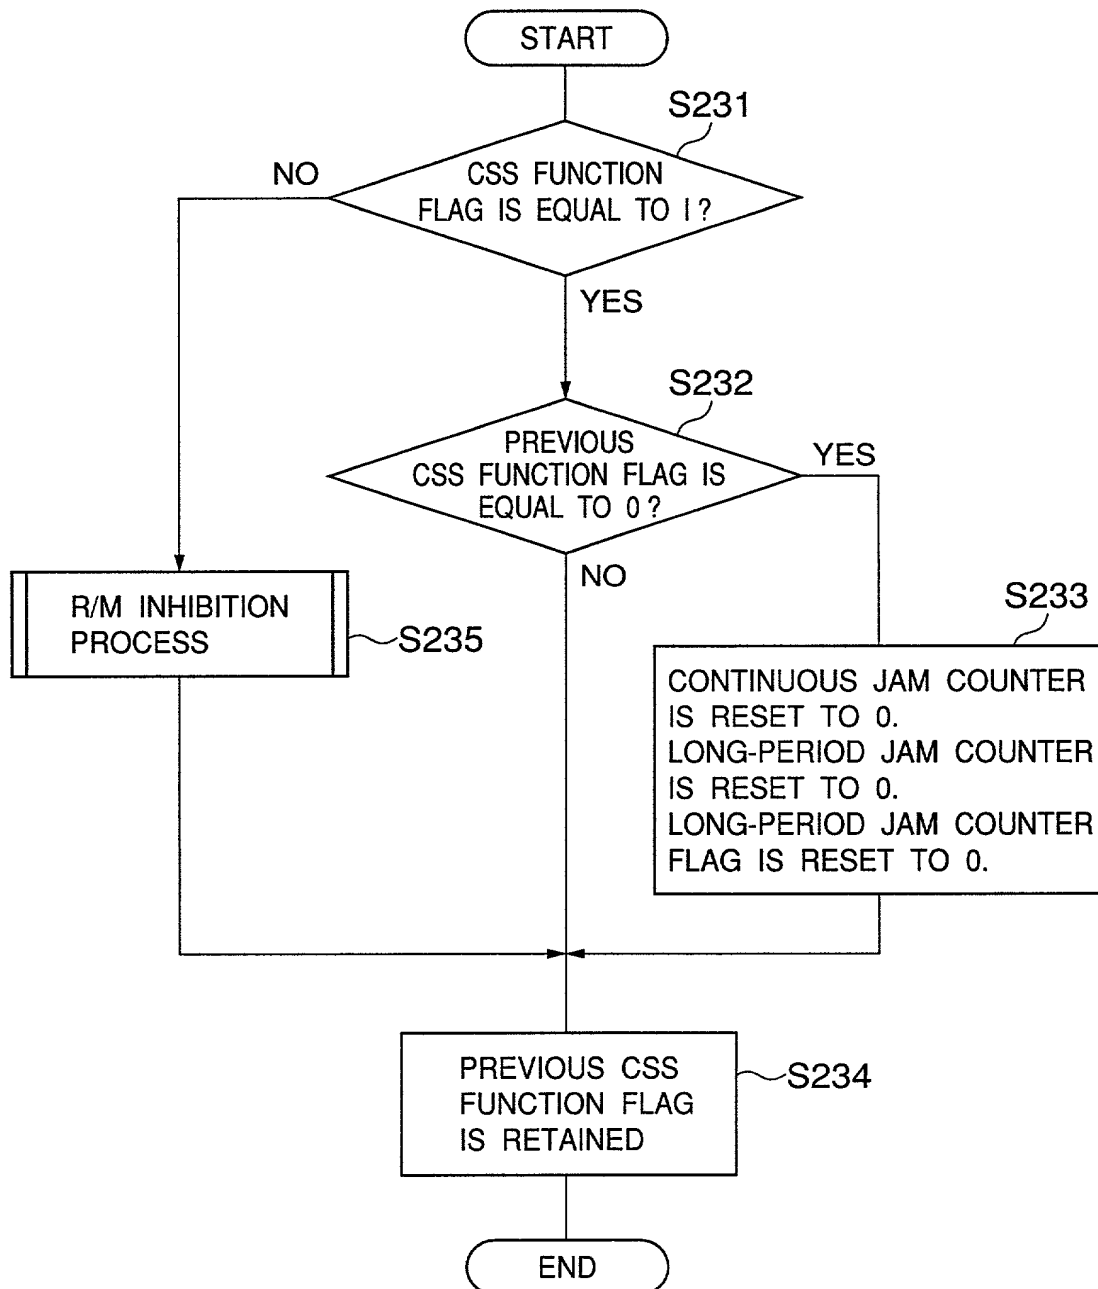 START
S231
CSS FUNCTION
FLAG IS EQUAL TO 1?
NO
YES
S232
PREVIOUS
CSS FUNCTION FLAG IS
EQUAL TO 0?
YES
NO
R/M INHIBITION
PROCESS
S235
S233
CONTINUOUS JAM COUNTER
IS RESET TO 0.
LONG-PERIOD JAM COUNTER
IS RESET TO 0.
LONG-PERIOD JAM COUNTER
FLAG IS RESET TO 0.
PREVIOUS CSS
FUNCTION FLAG
IS RETAINED
S234
END